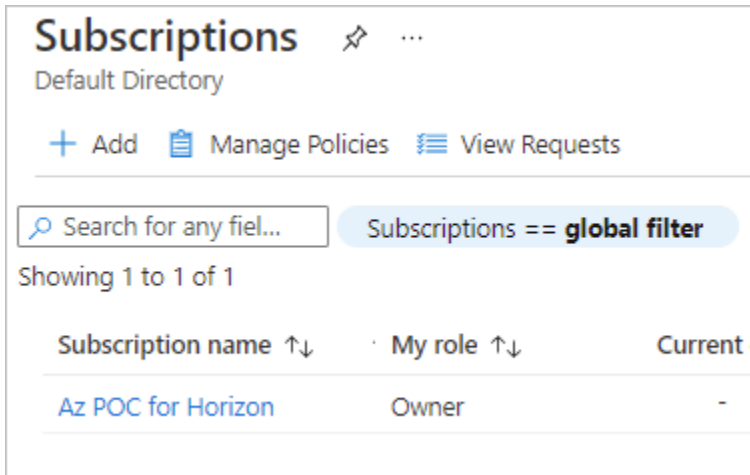 Subscriptions ...
Default Directory
+ Add Manage Policies View Requests
Search for any fiel... Subscriptions == global filter
Showing 1 to 1 of 1
Subscription name ↑↓ My role ↑↓ Current
Az POC for Horizon Owner -